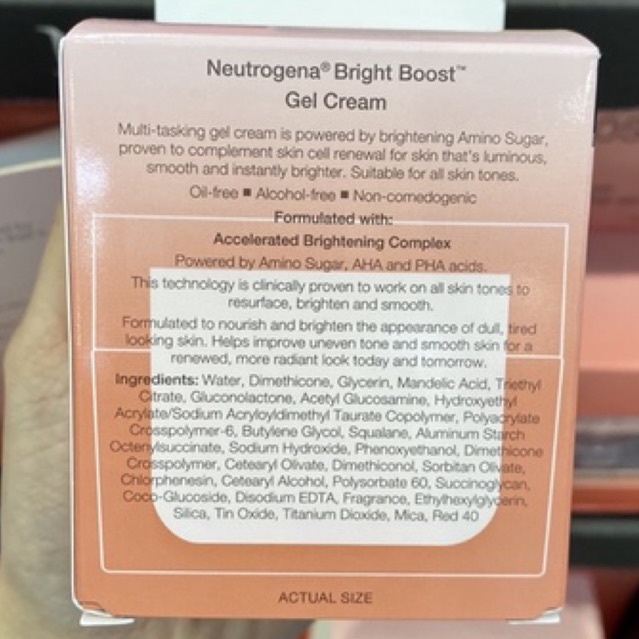 Neutrogena® Bright Boost™
Gel Cream
Multi-tasking gel cream is powered by brightening Amino Sugar,
proven to complement skin cell renewal for skin that's luminous,
smooth and instantly brighter. Suitable for all skin tones.
Oil-free ■ Alcohol-free ■ Non-comedogenic
Formulated with:
Accelerated Brightening Complex
Powered by Amino Sugar, AHA and PHA acids.
This technology is clinically proven to work on all skin tones to
resurface, brighten and smooth.
Formulated to nourish and brighten the appearance of dull, tired
looking skin. Helps improve uneven tone and smooth skin for a
renewed, more radiant look today and tomorrow.
Ingredients: Water, Dimethicone, Glycerin, Mandelic Acid, Triethyl
Citrate, Gluconolactone, Acetyl Glucosamine, Hydroxyethyl
Acrylate/Sodium Acryloyldimethyl Taurate Copolymer, Polyacrylate
Crosspolymer-6, Butylene Glycol, Squalane, Aluminum Starch
Octenylsuccinate, Sodium Hydroxide, Phenoxyethanol, Dimethicone
Crosspolymer, Cetearyl Olivate, Dimethiconol, Sorbitan Olivate,
Chlorphenesin, Cetearyl Alcohol, Polysorbate 60, Succinoglycan,
Coco-Glucoside, Disodium EDTA, Fragrance, Ethylhexylglycerin,
Silica, Tin Oxide, Titanium Dioxide, Mica, Red 40
ACTUAL SIZE